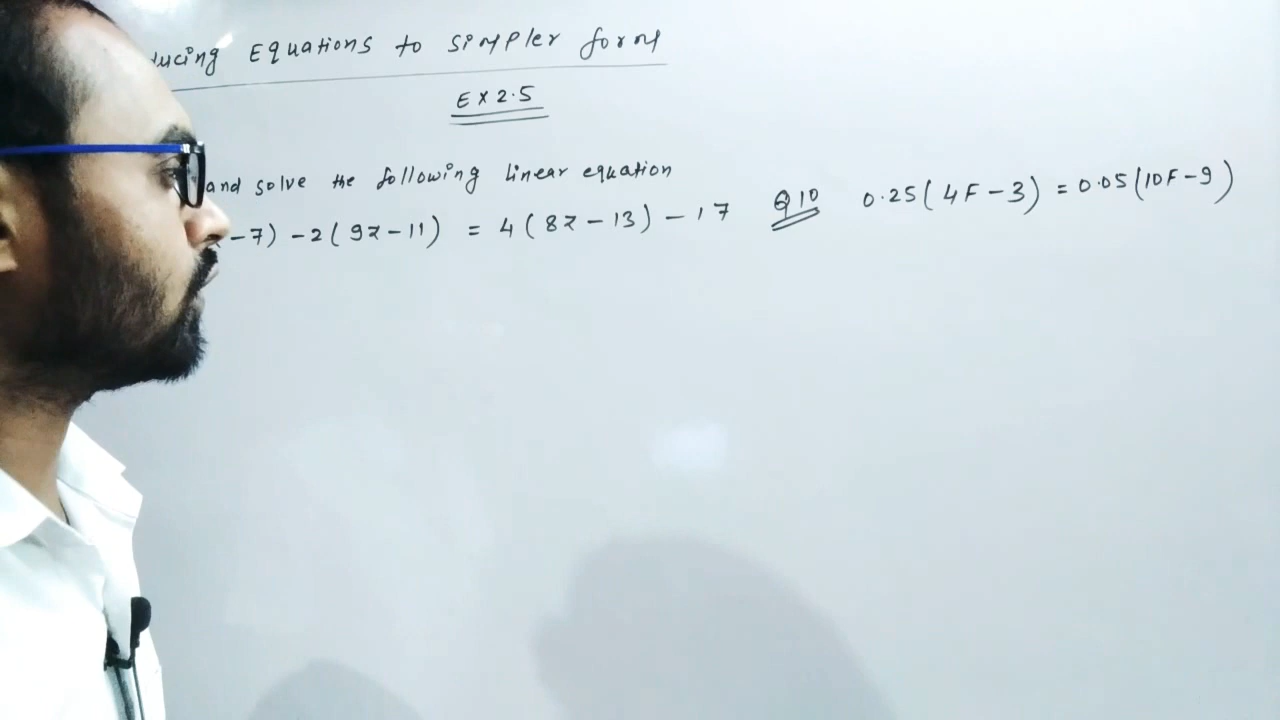 ucing Equations to simpler form
EX 2.5
and solve the following linear equation
-7) -2(9z-11) = 4(8z-13) -17
Q10 0.25(4F-3) = 0.05(10F-9)